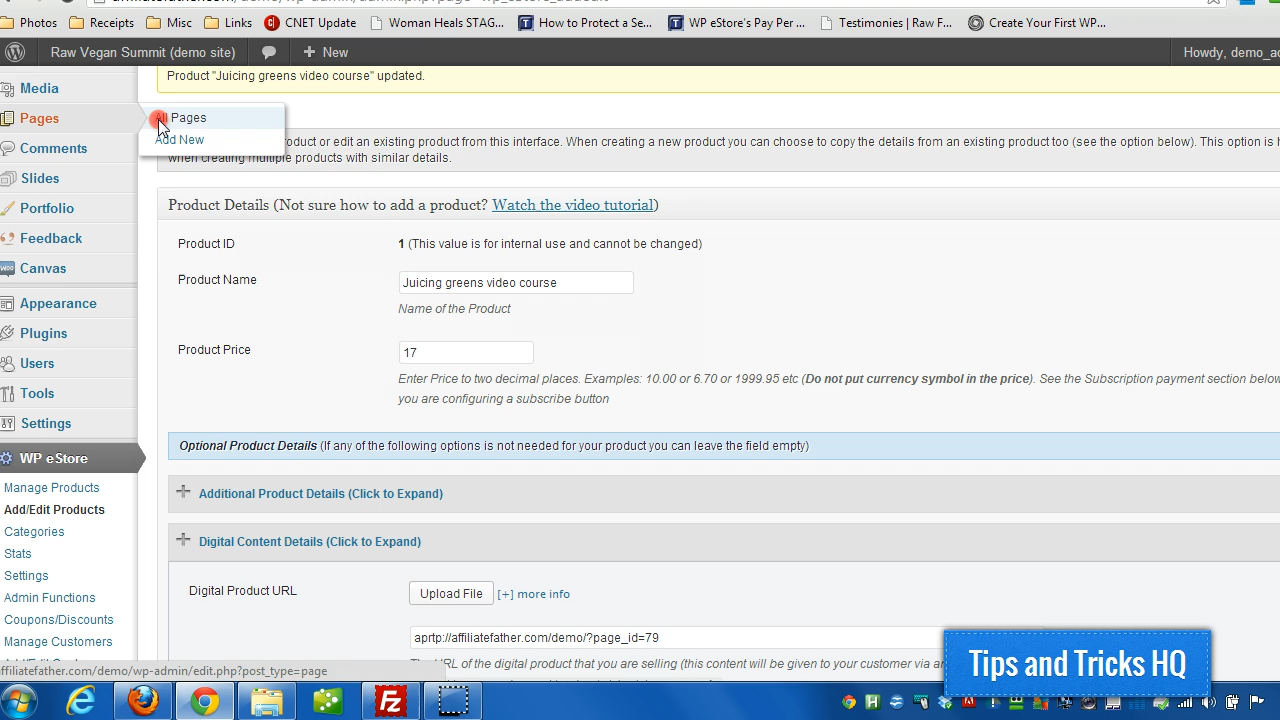 Photos
Receipts
Misc
Links
CNET Update
Woman Heals STAG...
How to Protect a Se...
WP eStore's Pay Per ...
Testimonies | Raw F...
Create Your First WP...
Raw Vegan Summit (demo site)
New
Howdy, demo_ac
Media
Pages
Comments
Slides
Portfolio
Feedback
Canvas
Appearance
Plugins
Users
Tools
Settings
WP eStore
Manage Products
Add/Edit Products
Categories
Stats
Settings
Admin Functions
Coupons/Discounts
Manage Customers
All Pages
Add New
Product "Juicing greens video course" updated.
oduct or edit an existing product from this interface. When creating a new product you can choose to copy the details from an existing product too (see the option below). This option is h
when creating multiple products with similar details.
Product Details (Not sure how to add a product? Watch the video tutorial)
Product ID
1 (This value is for internal use and cannot be changed)
Product Name
Juicing greens video course
Name of the Product
Product Price
17
Enter Price to two decimal places. Examples: 10.00 or 6.70 or 1999.95 etc (Do not put currency symbol in the price). See the Subscription payment section below
you are configuring a subscribe button
Optional Product Details (If any of the following options is not needed for your product you can leave the field empty)
Additional Product Details (Click to Expand)
Digital Content Details (Click to Expand)
Digital Product URL
Upload File
[+] more info
aprtp://affiliatefather.com/demo/?page_id=79
The URL of the digital product that you are selling (this content will be given to your customer via an
affiliatefather.com/demo/wp-admin/edit.php?post_type=page
Tips and Tricks HQ